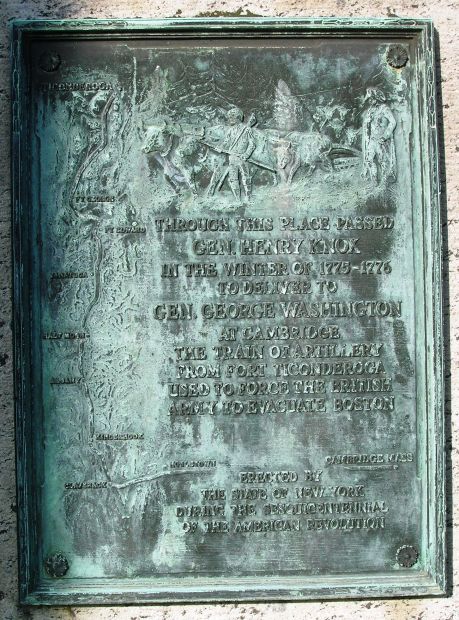 TICONDEROGA
FT. GEORGE
FT. EDWARD
SARATOGA
HALF MOON
ALBANY
KINDERHOOK
CLAVERACK
THROUGH THIS PLACE PASSED
GEN. HENRY KNOX
IN THE WINTER OF 1775-1776
TO DELIVER TO
GEN. GEORGE WASHINGTON
AT CAMBRIDGE
THE TRAIN OF ARTILLERY
FROM FORT TICONDEROGA
USED TO FORCE THE BRITISH
ARMY TO EVACUATE BOSTON
CAMBRIDGE MASS
ERECTED BY
THE STATE OF NEW YORK
DURING THE SESQUICENTENNIAL
OF THE AMERICAN REVOLUTION